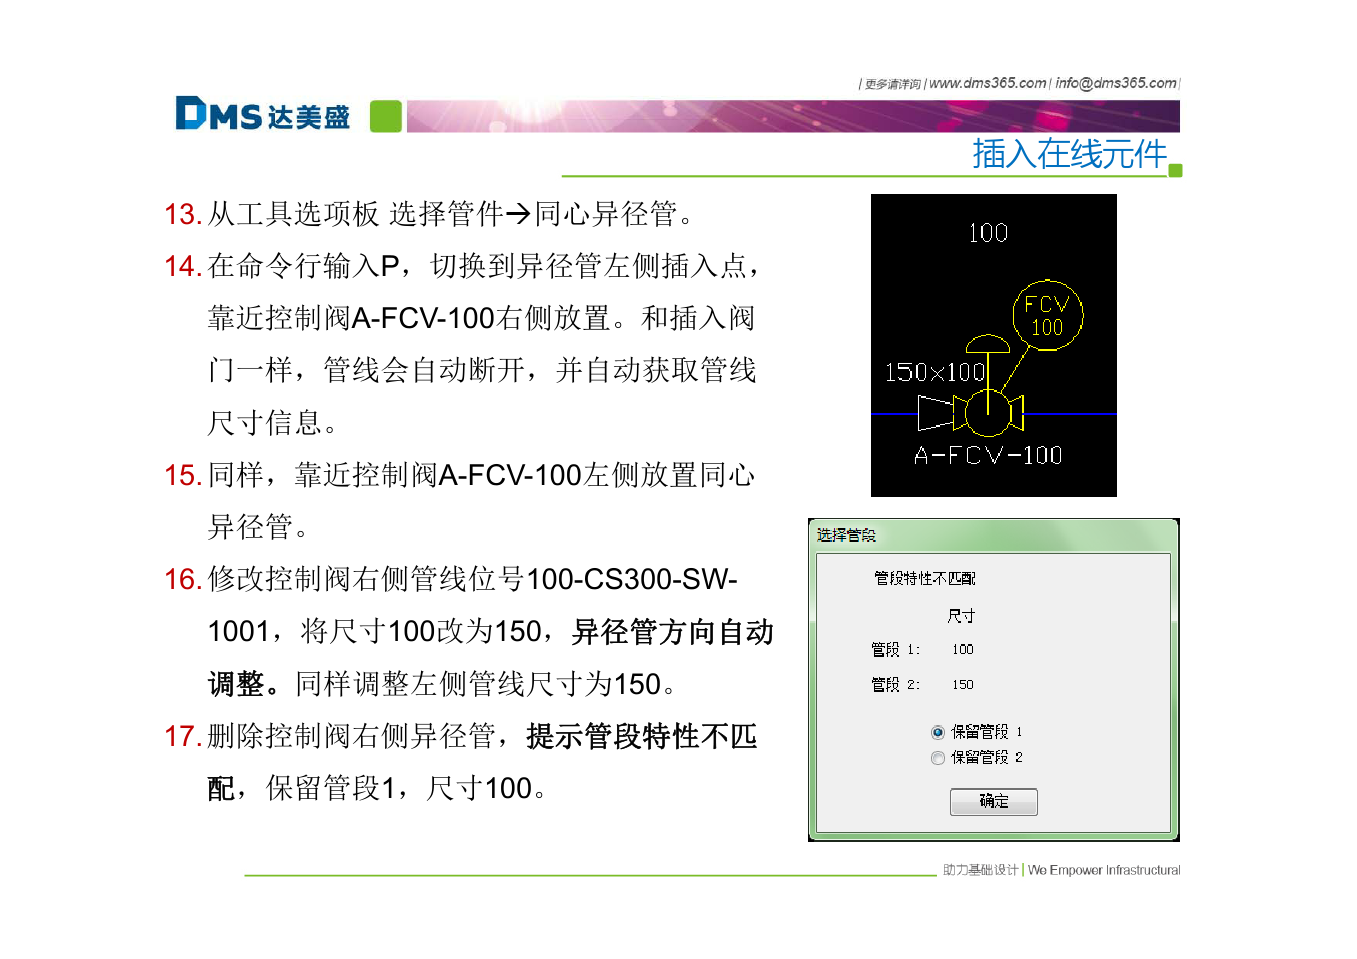 |更多请详询|www.dms365.com| info@dms365.com|
DMS 达美盛
插入在线元件
13. 从工具选项板 选择管件→同心异径管。
14. 在命令行输入P，切换到异径管左侧插入点，
靠近控制阀A-FCV-100右侧放置。和插入阀
门一样，管线会自动断开，并自动获取管线
尺寸信息。
15. 同样，靠近控制阀A-FCV-100左侧放置同心
异径管。
16. 修改控制阀右侧管线位号100-CS300-SW-
1001，将尺寸100改为150，异径管方向自动
调整。同样调整左侧管线尺寸为150。
17. 删除控制阀右侧异径管，提示管段特性不匹
配，保留管段1，尺寸100。
100
FCV
100
150x100
A-FCV-100
选择管段
管段特性不匹配
尺寸
管段 1: 100
管段 2: 150
保留管段 1
保留管段 2
确定
助力基础设计| We Empower Infrastructural